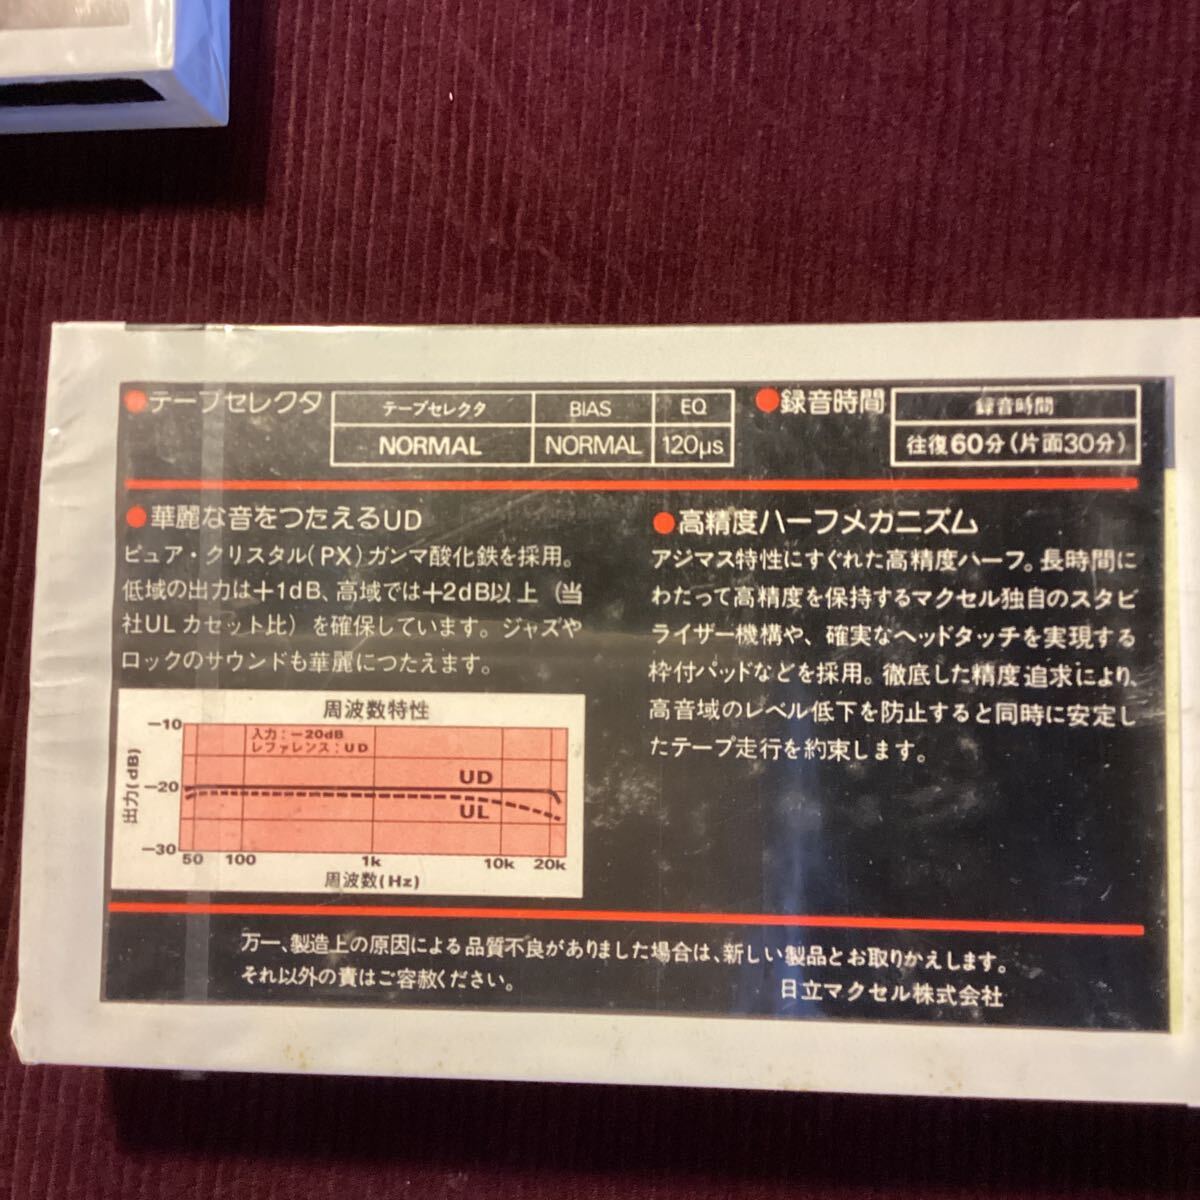 ●テープセレクタ
テープセレクタ BIAS EQ
NORMAL NORMAL 120μs
●録音時間
録音時間
往復60分(片面30分)
●華麗な音をつたえるUD
ピュア・クリスタル(PX)ガンマ酸化鉄を採用。
低域の出力は+1dB、高域では+2dB以上(当
社ULカセット比)を確保しています。ジャズや
ロックのサウンドも華麗につたえます。
周波数特性
入力:−20dB
レファレンス:UD
−10
−20
−30
出力(dB)
UD
UL
50 100 1k 10k 20k
周波数(Hz)
●高精度ハーフメカニズム
アジマス特性にすぐれた高精度ハーフ。長時間に
わたって高精度を保持するマクセル独自のスタビ
ライザー機構や、確実なヘッドタッチを実現する
枠付パッドなどを採用。徹底した精度追求により、
高音域のレベル低下を防止すると同時に安定し
たテープ走行を約束します。
万一、製造上の原因による品質不良がありました場合は、新しい製品とお取りかえします。
それ以外の責はご容赦ください。
日立マクセル株式会社